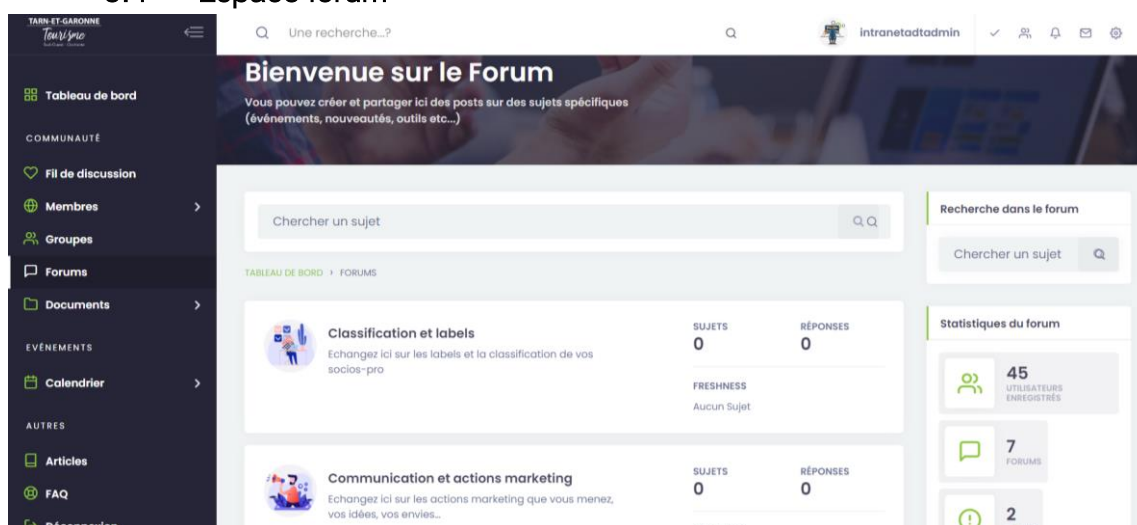 TARN-ET-GARONNE
Tourisme
Une recherche...?
intranetadtadmin
Tableau de bord
COMMUNAUTÉ
Fil de discussion
Membres
Groupes
Forums
Documents
EVÉNEMENTS
Calendrier
AUTRES
Articles
FAQ
Bienvenue sur le Forum
Vous pouvez créer et partager ici des posts sur des sujets spécifiques
(événements, nouveautés, outils etc...)
Chercher un sujet
TABLEAU DE BORD › FORUMS
Classification et labels
Echangez ici sur les labels et la classification de vos
socios-pro
SUJETS
0
RÉPONSES
0
FRESHNESS
Aucun Sujet
Communication et actions marketing
Echangez ici sur les actions marketing que vous menez,
vos idées, vos envies...
SUJETS
0
RÉPONSES
0
Recherche dans le forum
Chercher un sujet
Statistiques du forum
45
UTILISATEURS
ENREGISTRÉS
7
FORUMS
2